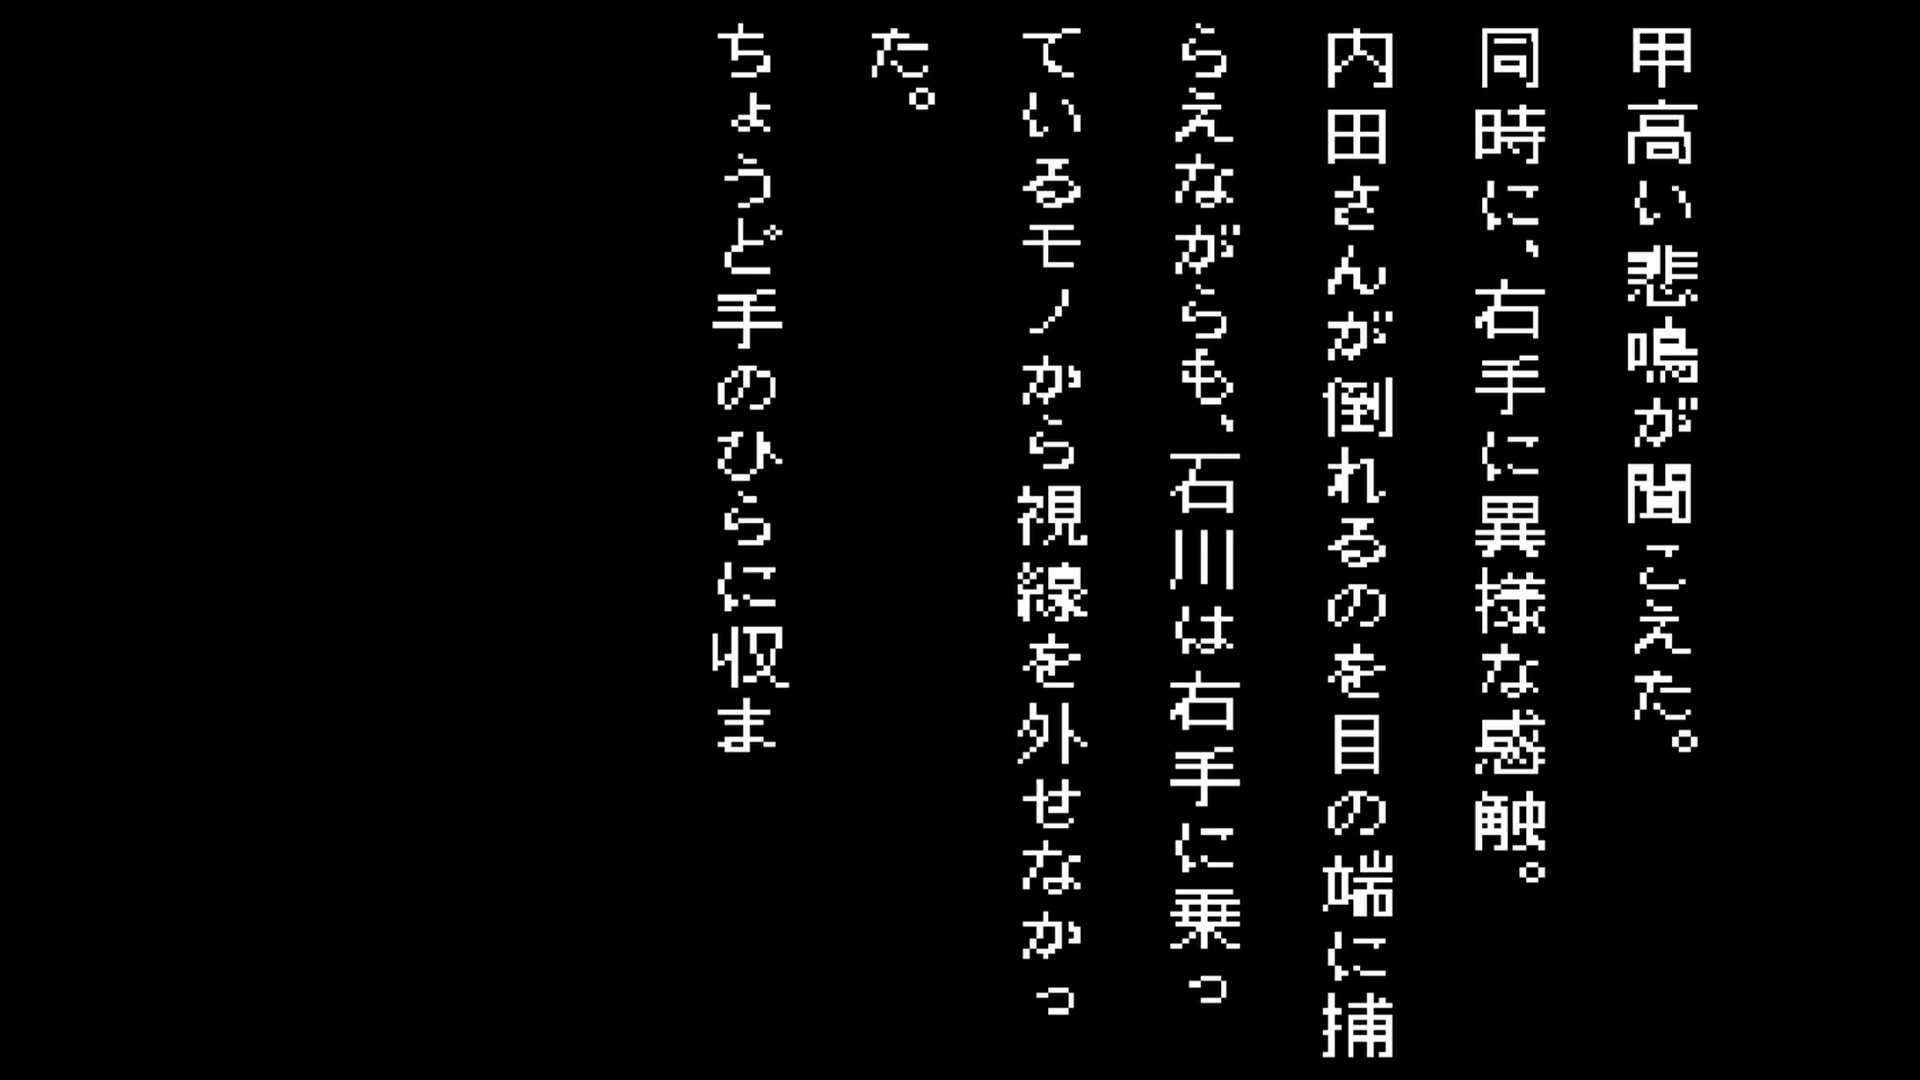 甲高い悲鳴が聞こえた。
同時に、右手に異様な感触。
内田さんが倒れるのを目の端に捕
らえながらも、石川は右手に乗っ
ているモノから視線を外せなかっ
た。
ちょうど手のひらに収ま